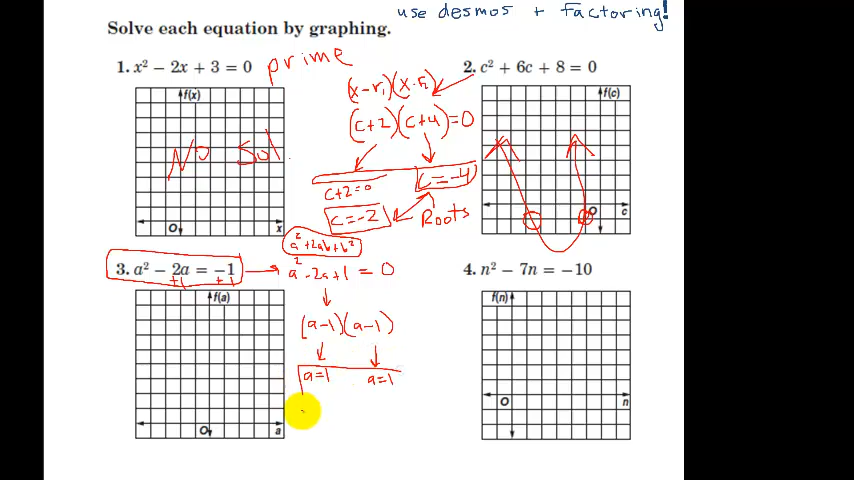 use desmos + factoring!
Solve each equation by graphing.
1. x² − 2x + 3 = 0
prime
2. c² + 6c + 8 = 0
f(x)
(x-r₁)(x-r₂)
f(c)
(c+2)(c+4)=0
No Sol.
c+2=0
c=-4
c=-2
Roots
O
x
O
c
a²+2ab+b²
3. a² − 2a = −1
+1 +1
a²-2a+1=0
4. n² − 7n = −10
f(a)
f(n)
(a-1)(a-1)
a=1
a=1
O
n
O
a